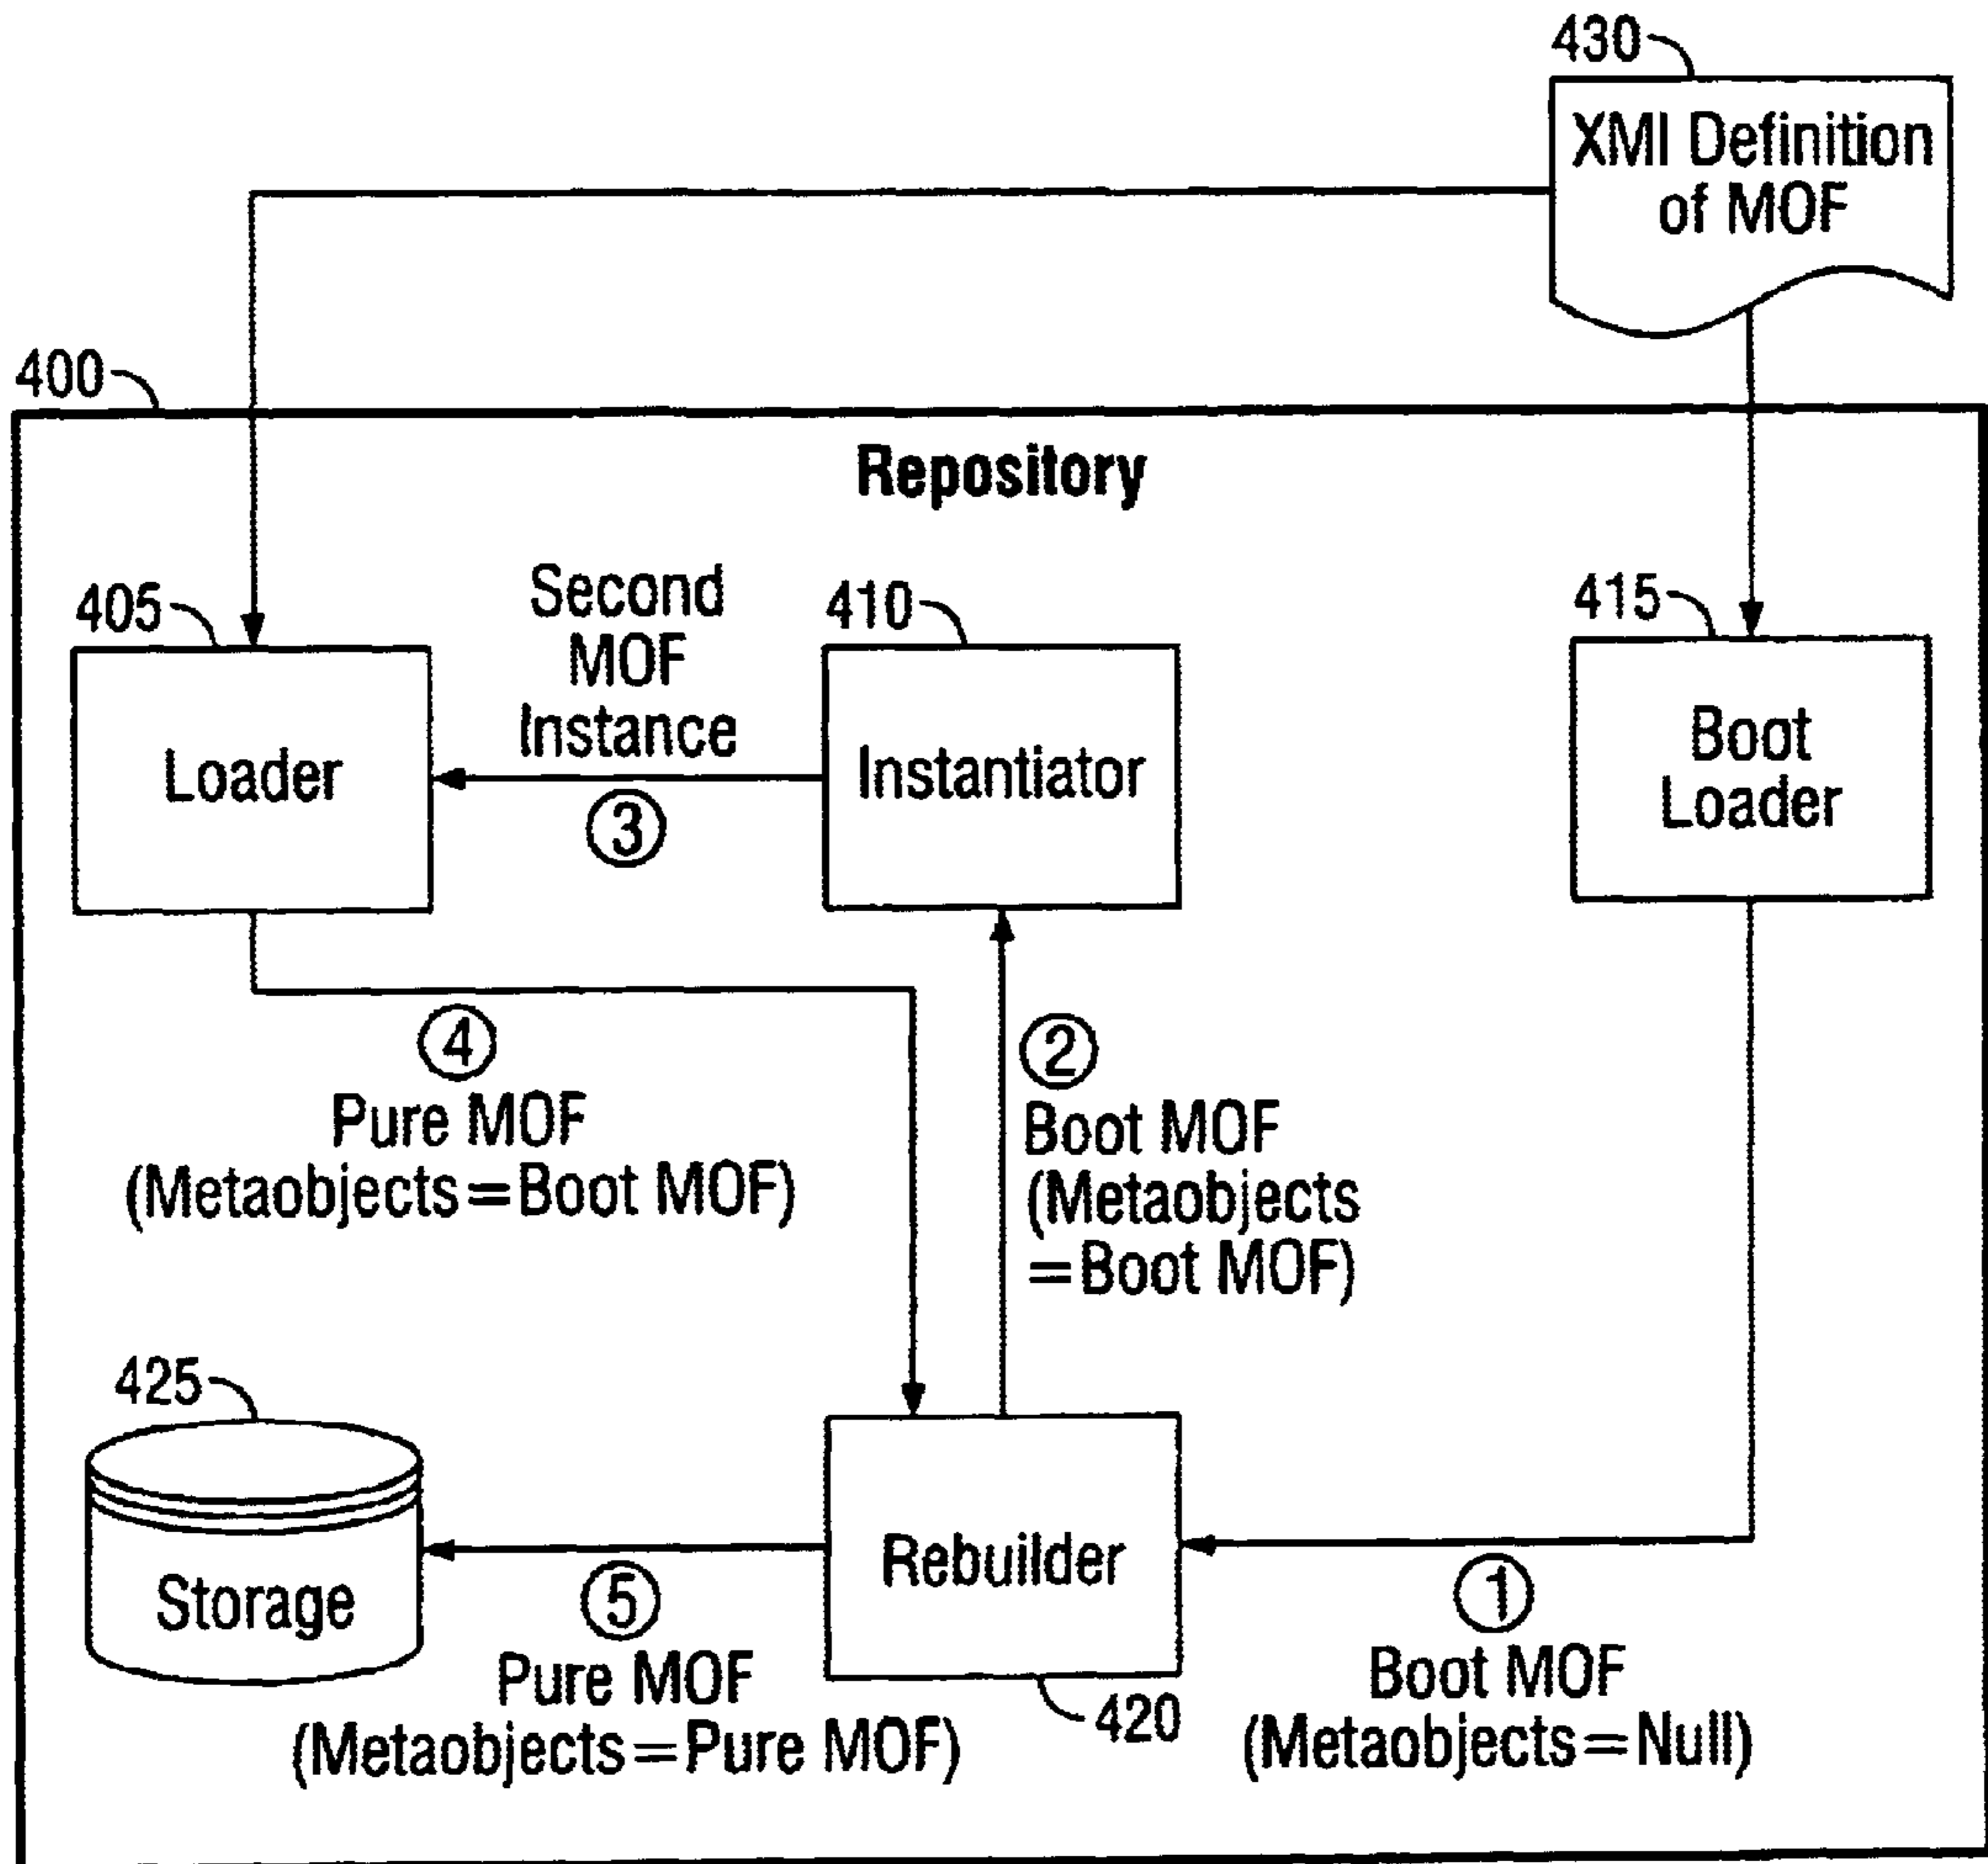 430
XMI Definition
of MOF
400
Repository
405
Second
MOF
Instance
410
415
Loader
Instantiator
Boot
Loader
③
④
Pure MOF
(Metaobjects=Boot MOF)
②
Boot MOF
(Metaobjects
=Boot MOF)
425
Storage
Rebuilder
⑤
Pure MOF
(Metaobjects=Pure MOF)
420
①
Boot MOF
(Metaobjects=Null)